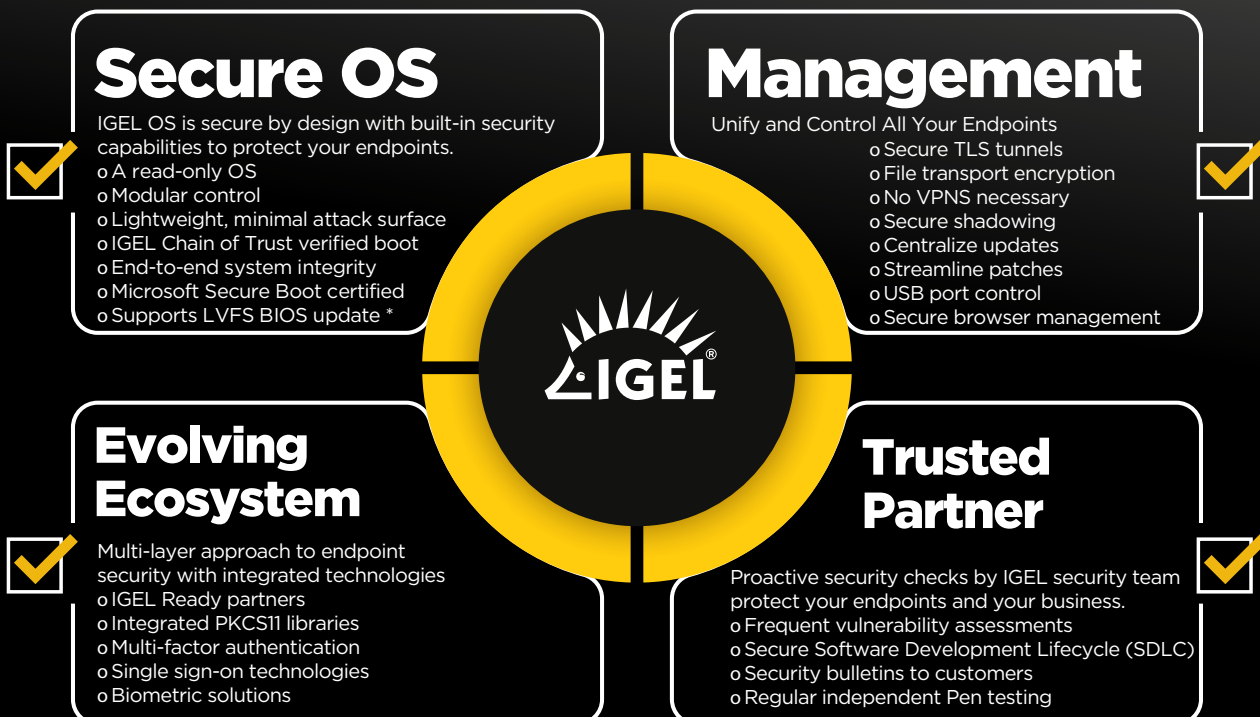 Secure OS
IGEL OS is secure by design with built-in security
capabilities to protect your endpoints.
o A read-only OS
o Modular control
o Lightweight, minimal attack surface
o IGEL Chain of Trust verified boot
o End-to-end system integrity
o Microsoft Secure Boot certified
o Supports LVFS BIOS update *
Management
Unify and Control All Your Endpoints
o Secure TLS tunnels
o File transport encryption
o No VPNS necessary
o Secure shadowing
o Centralize updates
o Streamline patches
o USB port control
o Secure browser management
IGEL®
Evolving
Ecosystem
Multi-layer approach to endpoint
security with integrated technologies
o IGEL Ready partners
o Integrated PKCS11 libraries
o Multi-factor authentication
o Single sign-on technologies
o Biometric solutions
Trusted
Partner
Proactive security checks by IGEL security team
protect your endpoints and your business.
o Frequent vulnerability assessments
o Secure Software Development Lifecycle (SDLC)
o Security bulletins to customers
o Regular independent Pen testing